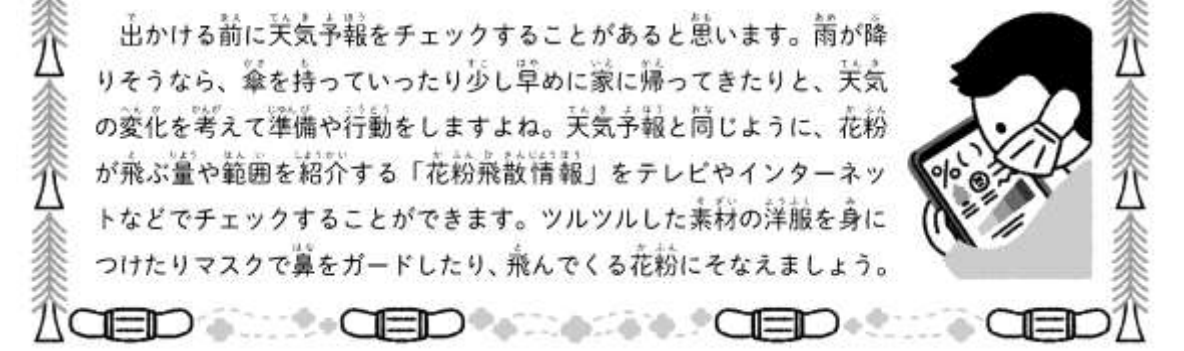 出かける前に天気予報をチェックすることがあると思います。雨が降
りそうなら、傘を持っていったり少し早めに家に帰ってきたりと、天気
の変化を考えて準備や行動をしますよね。天気予報と同じように、花粉
が飛ぶ量や範囲を紹介する「花粉飛散情報」をテレビやインターネッ
トなどでチェックすることができます。ツルツルした素材の洋服を身に
つけたりマスクで鼻をガードしたり、飛んでくる花粉にそなえましょう。